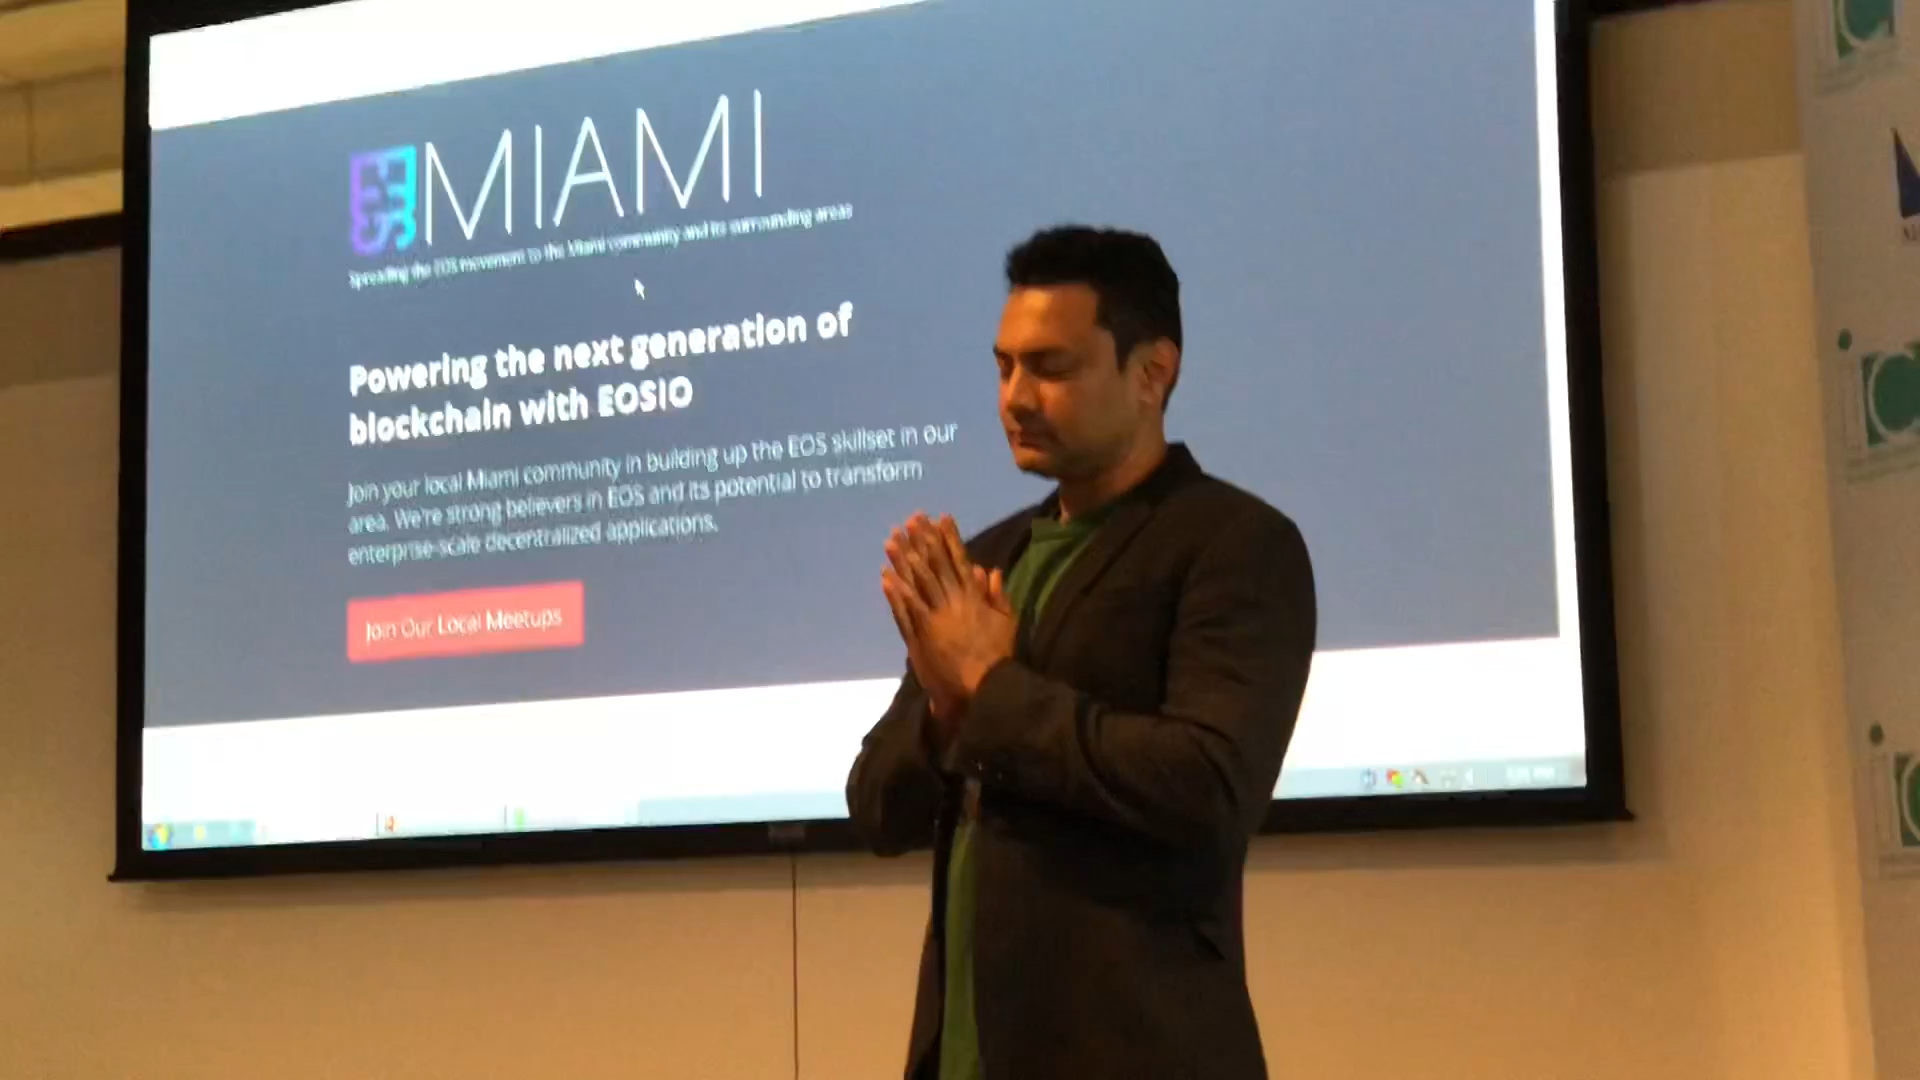 MIAMI
Spreading the EOS movement to the Miami community and its surrounding areas
Powering the next generation of
blockchain with EOSIO
Join your local Miami community in building up the EOS skillset in our
area. We're strong believers in EOS and its potential to transform
enterprise-scale decentralized applications.
Join Our Local Meetups